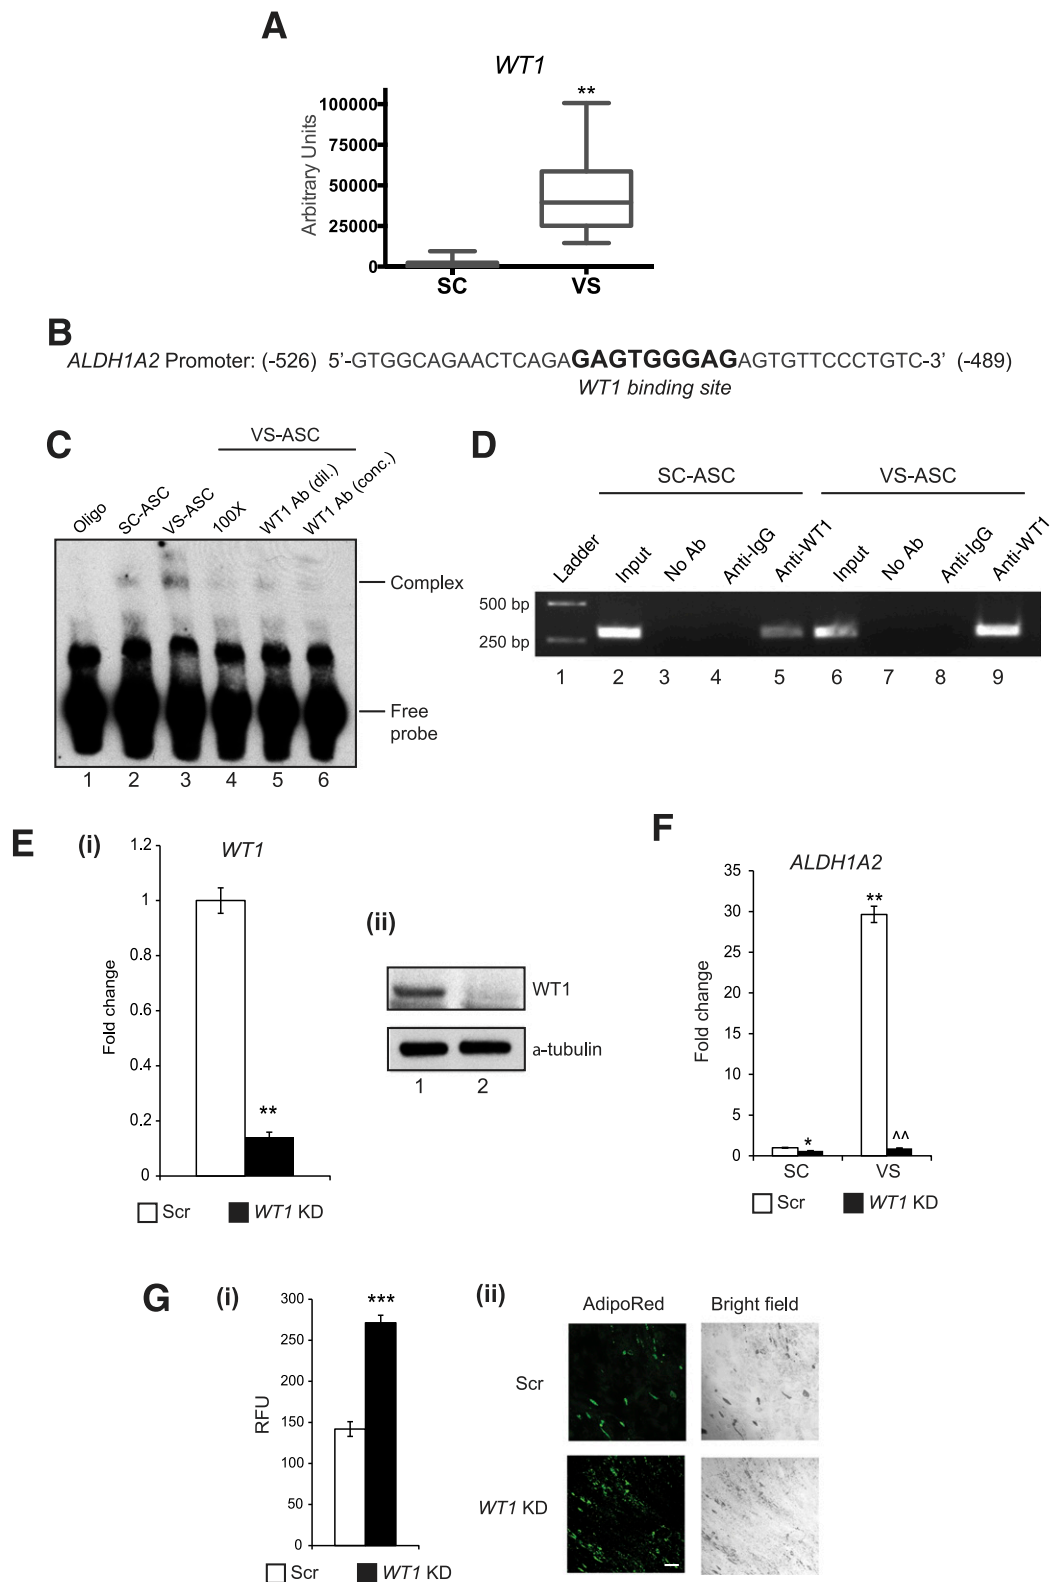 A
WT1
**
Arbitrary Units
100000
75000
50000
25000
0
SC
VS
B
ALDH1A2 Promoter: (-526) 5’-GTGGCAGAACTCAGAGAGTGGGAGAGTGTTCCCTGTC-3’ (-489)
WT1 binding site
C
VS-ASC
Oligo
SC-ASC
VS-ASC
100X
WT1 Ab (dil.)
WT1 Ab (conc.)
Complex
Free
probe
1 2 3 4 5 6
D
SC-ASC
VS-ASC
Ladder
Input
No Ab
Anti-IgG
Anti-WT1
Input
No Ab
Anti-IgG
Anti-WT1
500 bp
250 bp
1 2 3 4 5 6 7 8 9
E
(i)
WT1
Fold change
1.2
1
0.8
0.6
0.4
0.2
0
**
Scr
WT1 KD
(ii)
WT1
a-tubulin
1 2
F
ALDH1A2
Fold change
35
30
25
20
15
10
5
0
*
**
^^
SC
VS
Scr
WT1 KD
G
(i)
RFU
300
250
200
150
100
50
0
***
Scr
WT1 KD
(ii)
AdipoRed
Bright field
Scr
WT1 KD